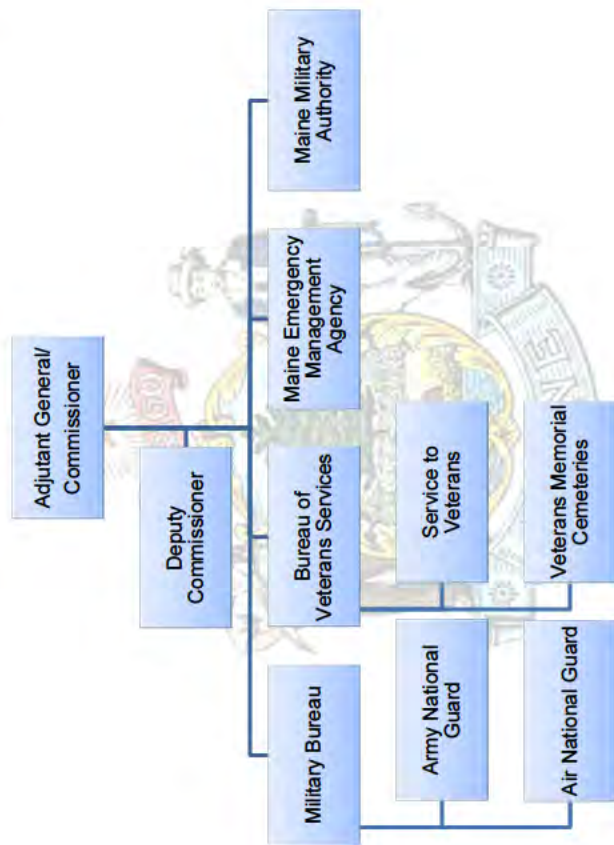 Adjutant General/
Commissioner
Deputy
Commissioner
Military Bureau
Bureau of
Veterans Services
Maine Emergency
Management
Agency
Maine Military
Authority
Army National
Guard
Service to
Veterans
Air National Guard
Veterans Memorial
Cemeteries